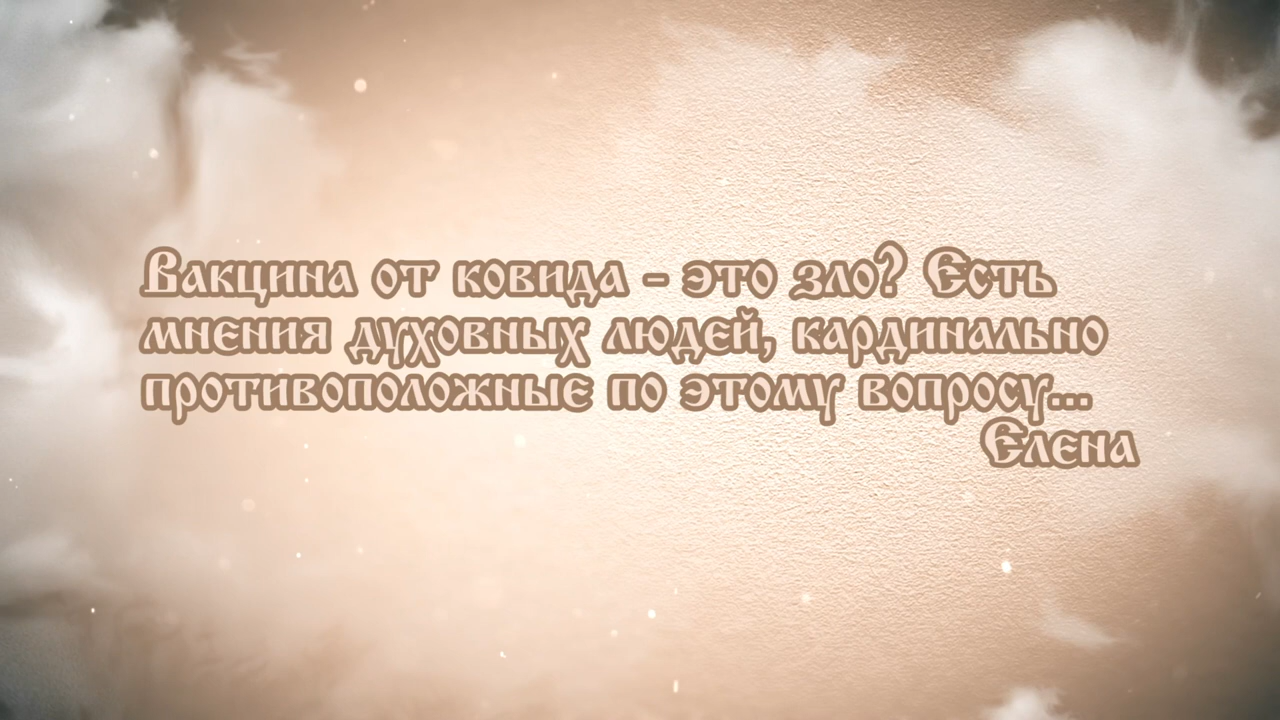 Вакцина от ковида - это зло? Есть
мнения духовных людей, кардинально
противоположные по этому вопросу...
Елена